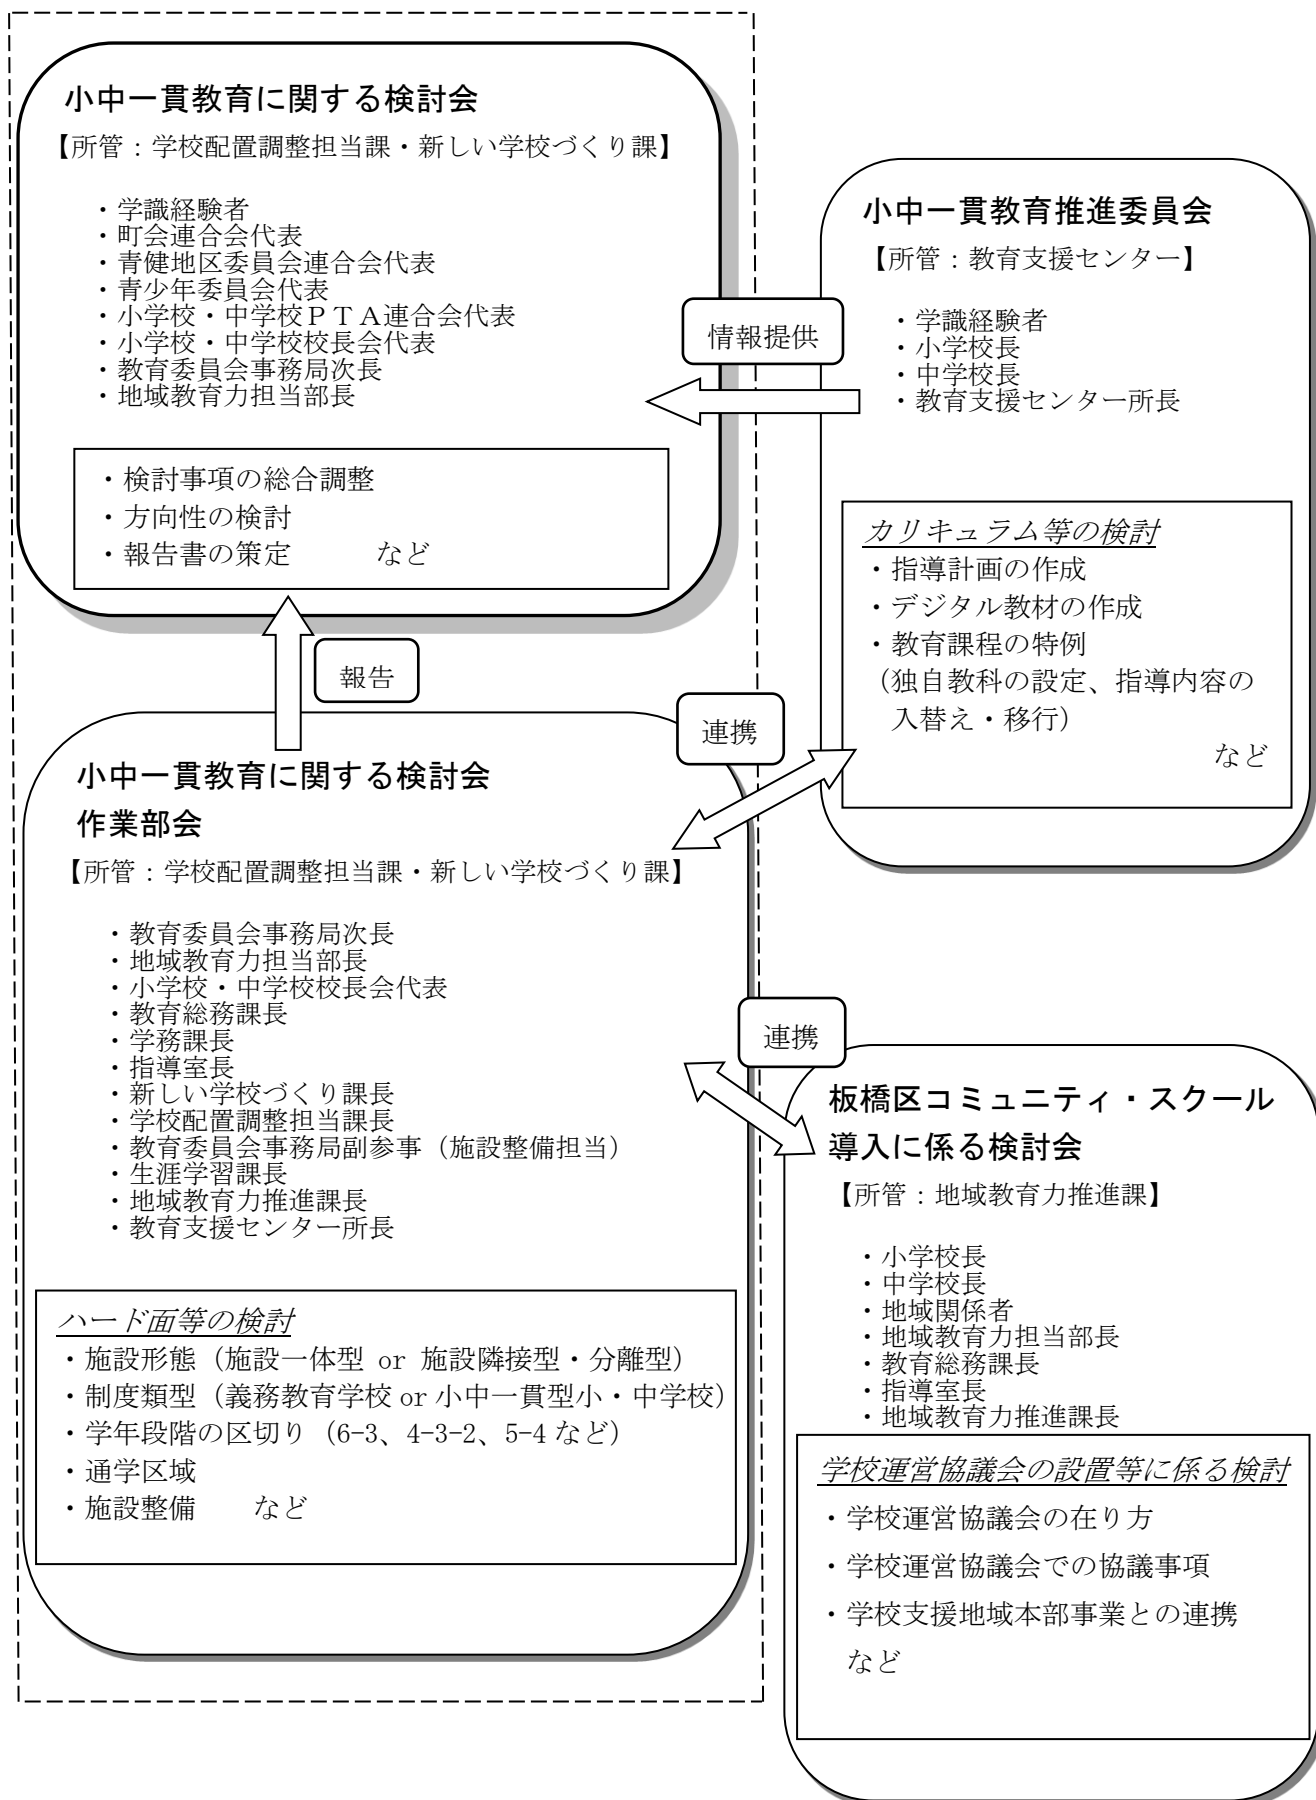 小中一貫教育に関する検討会
【所管：学校配置調整担当課・新しい学校づくり課】
・学識経験者
・町会連合会代表
・青健地区委員会連合会代表
・青少年委員会代表
・小学校・中学校ＰＴＡ連合会代表
・小学校・中学校校長会代表
・教育委員会事務局次長
・地域教育力担当部長
・検討事項の総合調整
・方向性の検討
・報告書の策定　　　など
情報提供
小中一貫教育推進委員会
【所管：教育支援センター】
・学識経験者
・小学校長
・中学校長
・教育支援センター所長
カリキュラム等の検討
・指導計画の作成
・デジタル教材の作成
・教育課程の特例
（独自教科の設定、指導内容の
入替え・移行）
など
報告
連携
小中一貫教育に関する検討会
作業部会
【所管：学校配置調整担当課・新しい学校づくり課】
・教育委員会事務局次長
・地域教育力担当部長
・小学校・中学校校長会代表
・教育総務課長
・学務課長
・指導室長
・新しい学校づくり課長
・学校配置調整担当課長
・教育委員会事務局副参事（施設整備担当）
・生涯学習課長
・地域教育力推進課長
・教育支援センター所長
ハード面等の検討
・施設形態（施設一体型 or 施設隣接型・分離型）
・制度類型（義務教育学校 or 小中一貫型小・中学校）
・学年段階の区切り（6-3、4-3-2、5-4 など）
・通学区域
・施設整備　　など
連携
板橋区コミュニティ・スクール
導入に係る検討会
【所管：地域教育力推進課】
・小学校長
・中学校長
・地域関係者
・地域教育力担当部長
・教育総務課長
・指導室長
・地域教育力推進課長
学校運営協議会の設置等に係る検討
・学校運営協議会の在り方
・学校運営協議会での協議事項
・学校支援地域本部事業との連携
など